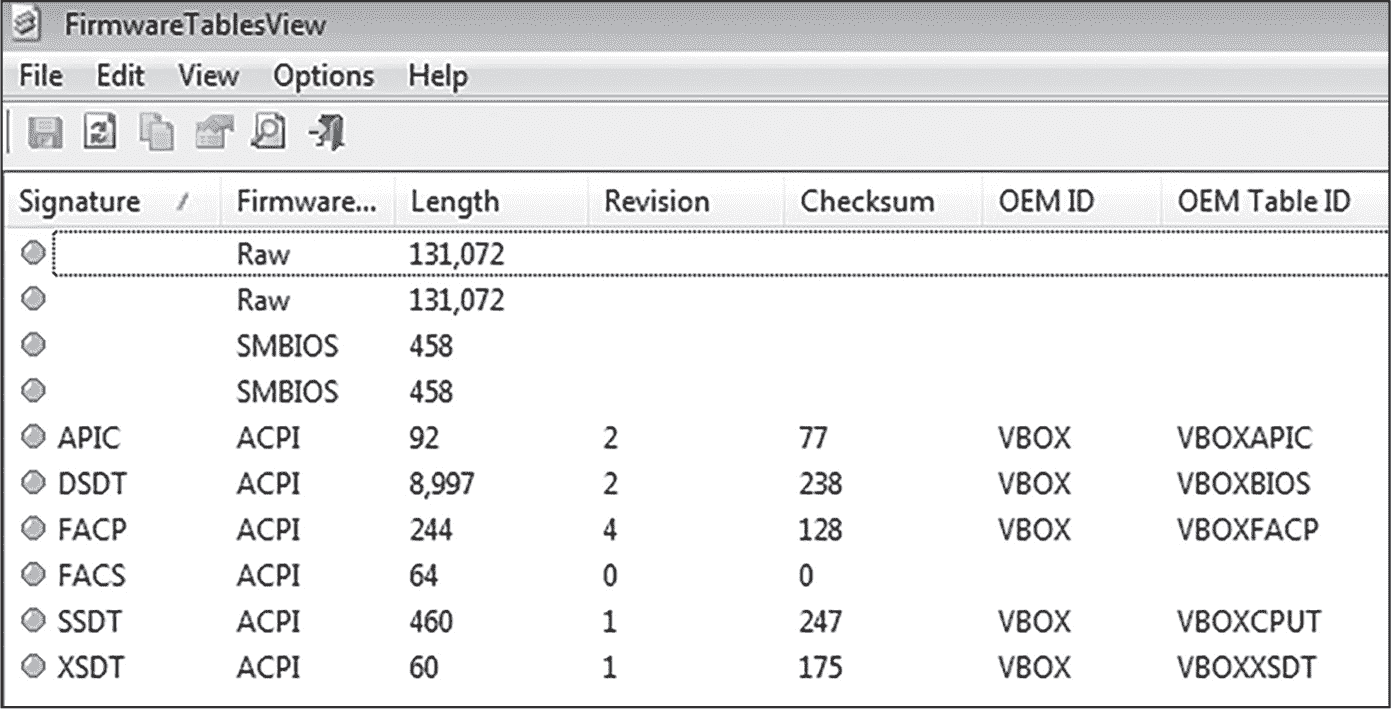 FirmwareTablesView
File Edit View Options Help
Signature / Firmware... Length Revision Checksum OEM ID OEM Table ID
Raw 131,072
Raw 131,072
SMBIOS 458
SMBIOS 458
APIC ACPI 92 2 77 VBOX VBOXAPIC
DSDT ACPI 8,997 2 238 VBOX VBOXBIOS
FACP ACPI 244 4 128 VBOX VBOXFACP
FACS ACPI 64 0 0
SSDT ACPI 460 1 247 VBOX VBOXCPUT
XSDT ACPI 60 1 175 VBOX VBOXXSDT